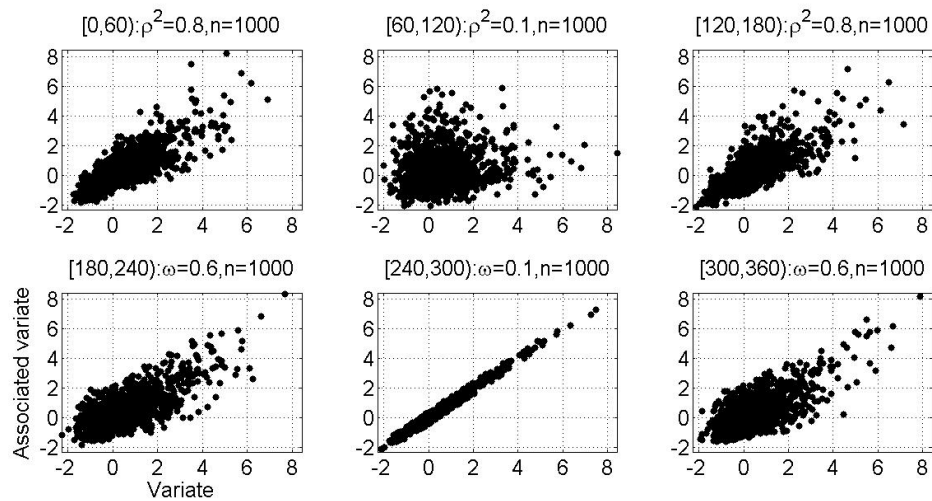 [0,60):ρ²=0.8,n=1000
[60,120):ρ²=0.1,n=1000
[120,180):ρ²=0.8,n=1000
8
6
4
2
0
-2
-2 0 2 4 6 8
8
6
4
2
0
-2
-2 0 2 4 6 8
8
6
4
2
0
-2
-2 0 2 4 6 8
[180,240):ω=0.6,n=1000
[240,300):ω=0.1,n=1000
[300,360):ω=0.6,n=1000
Associated variate
8
6
4
2
0
-2
-2 0 2 4 6 8
Variate
8
6
4
2
0
-2
-2 0 2 4 6 8
8
6
4
2
0
-2
-2 0 2 4 6 8